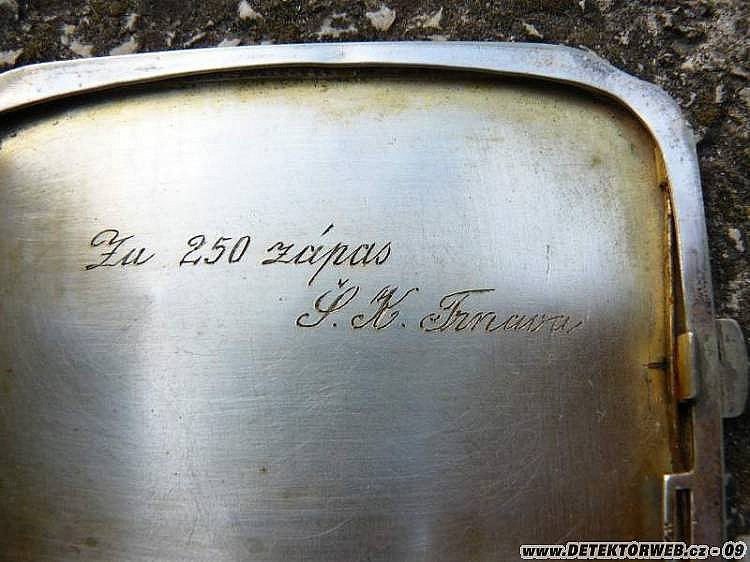 Za 250 zápas
Š. K. Trnava
www.DETEKTORWEB.cz - 09